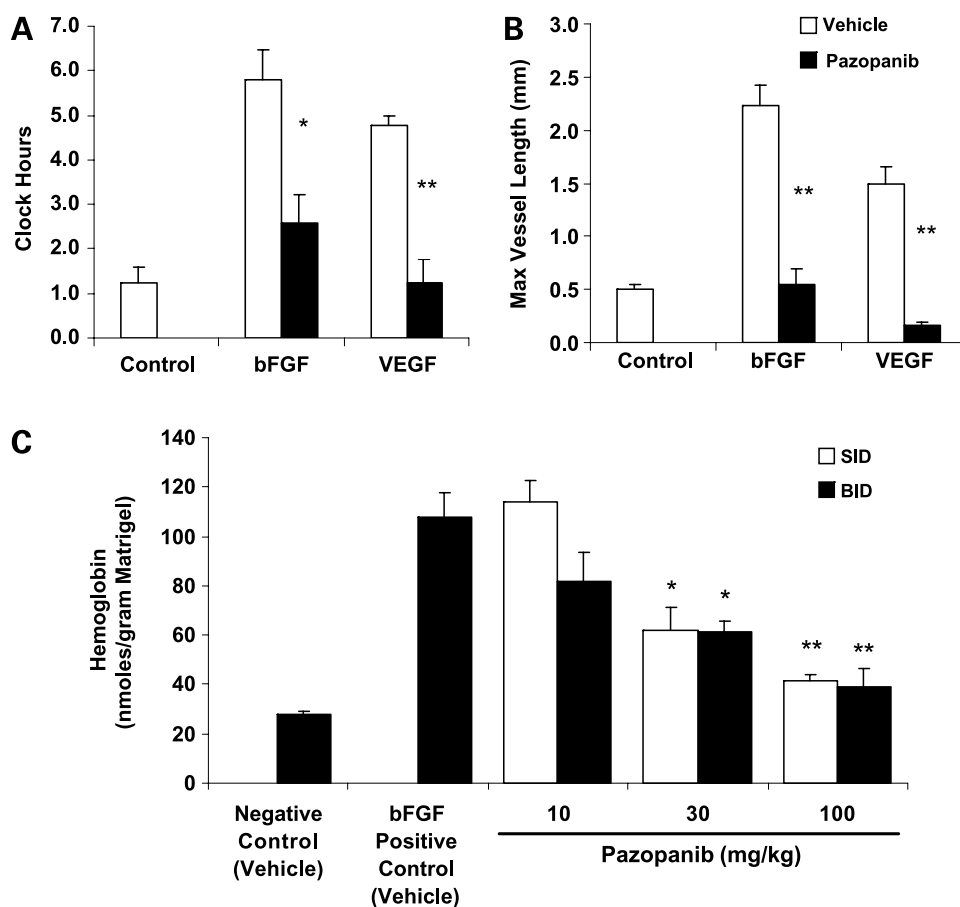 A
7.0
6.0
5.0
4.0
3.0
2.0
1.0
0.0
Clock Hours
*
**
Control
bFGF
VEGF
B
3.0
2.5
2.0
1.5
1.0
0.5
0.0
Max Vessel Length (mm)
Vehicle
Pazopanib
**
**
Control
bFGF
VEGF
C
140
120
100
80
60
40
20
0
Hemoglobin
(nmoles/gram Matrigel)
SID
BID
*
*
**
**
Negative
Control
(Vehicle)
bFGF
Positive
Control
(Vehicle)
10
30
100
Pazopanib (mg/kg)